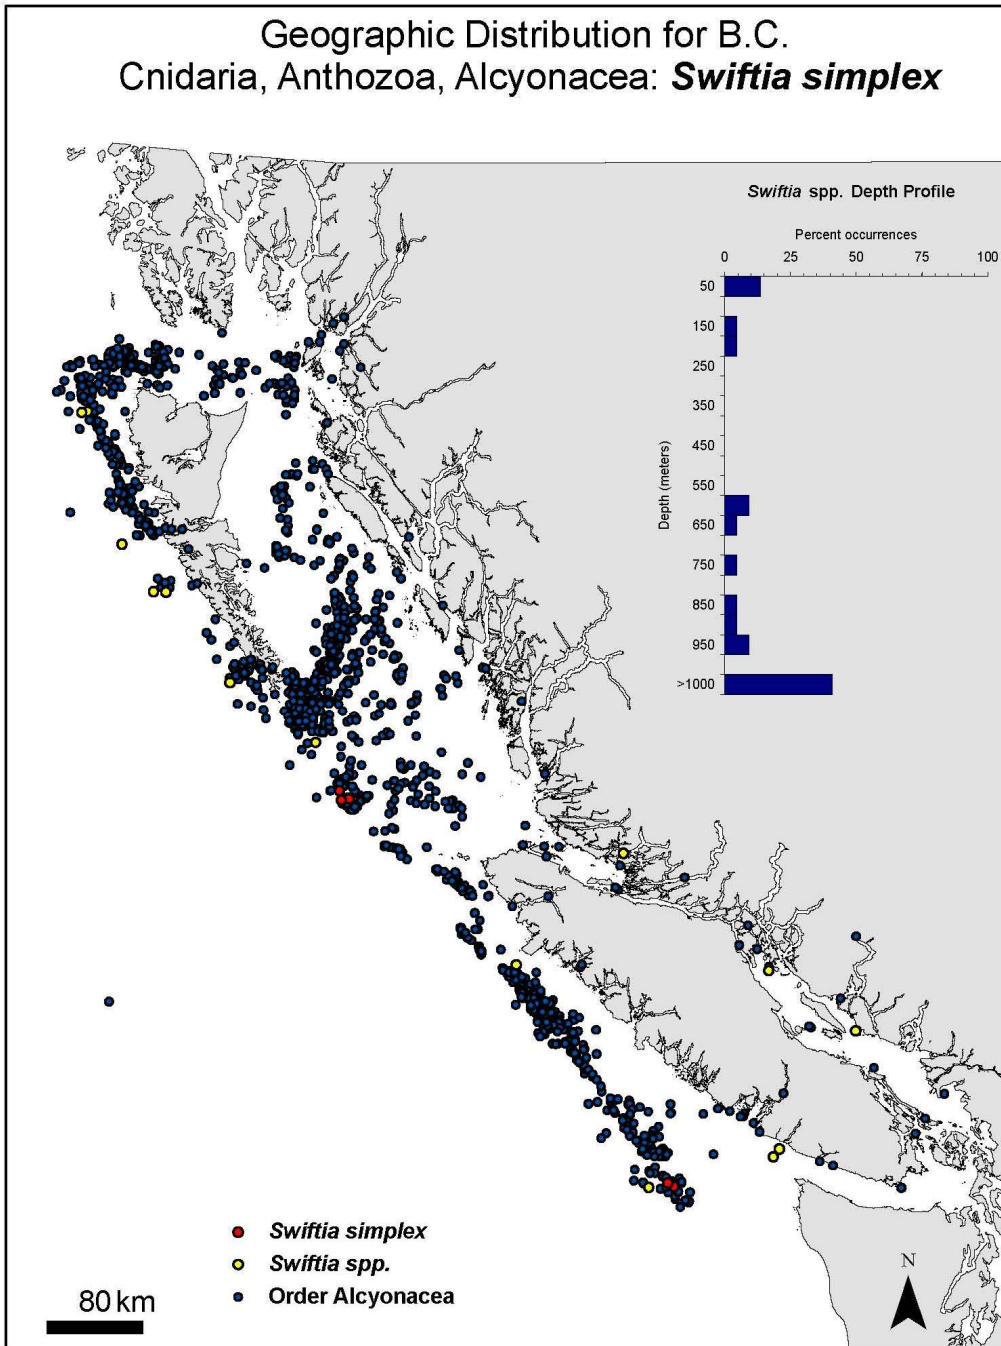 Geographic Distribution for B.C.
Cnidaria, Anthozoa, Alcyonacea: Swiftia simplex
Swiftia spp. Depth Profile
Percent occurrences
0 25 50 75 100
50
150
250
350
450
550
650
750
850
950
>1000
Depth (meters)
Swiftia simplex
Swiftia spp.
Order Alcyonacea
80 km
N